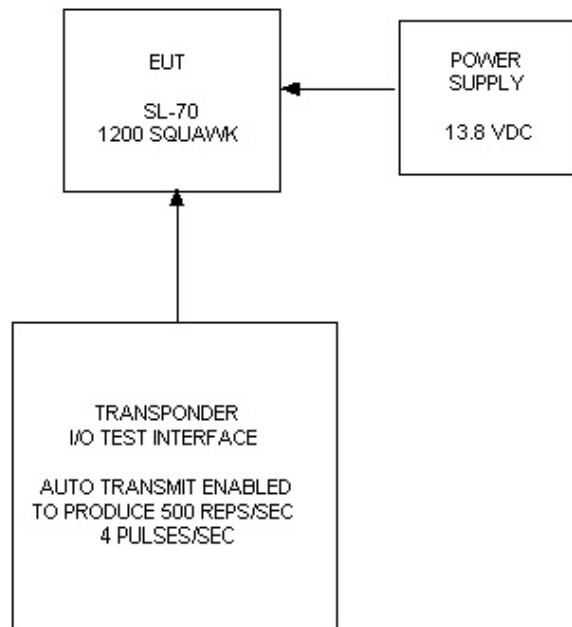 EUT
SL-70
1200 SQUAWK
POWER
SUPPLY
13.8 VDC
TRANSPONDER
I/O TEST INTERFACE
AUTO TRANSMIT ENABLED
TO PRODUCE 500 REPS/SEC
4 PULSES/SEC